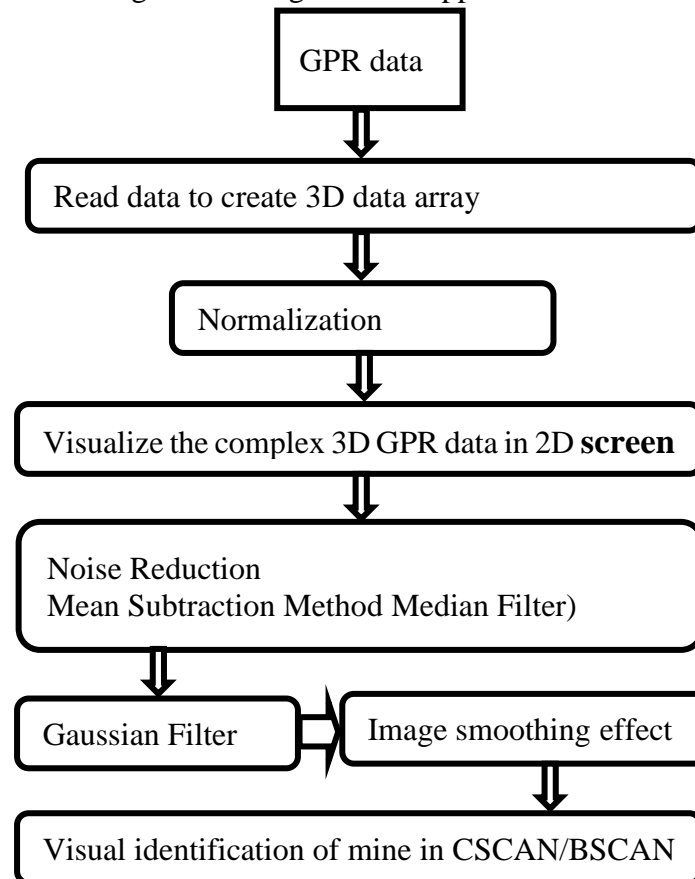 GPR data
Read data to create 3D data array
Normalization
Visualize the complex 3D GPR data in 2D screen
Noise Reduction
Mean Subtraction Method Median Filter)
Gaussian Filter
Image smoothing effect
Visual identification of mine in CSCAN/BSCAN